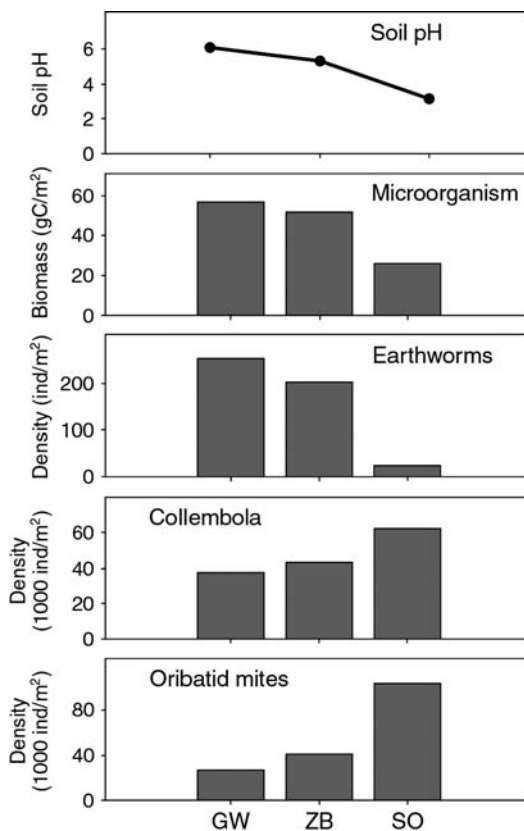 Soil pH
Soil pH
6
4
2
0
Microorganism
Biomass (gC/m²)
60
40
20
0
Earthworms
Density (ind/m²)
200
100
0
Collembola
Density
(1000 ind/m²)
60
40
20
0
Oribatid mites
Density
(1000 ind/m²)
80
40
0
GW ZB SO